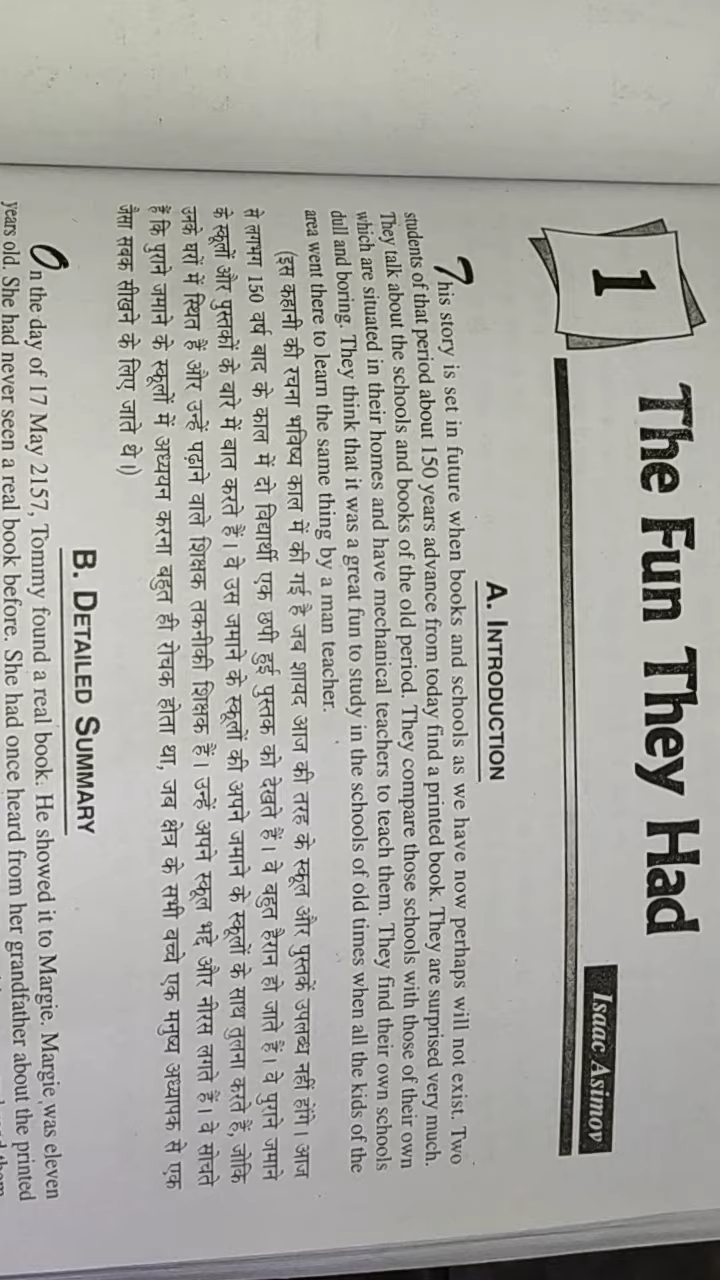 1
The Fun They Had
Isaac Asimov
A. INTRODUCTION
This story is set in future when books and schools as we have now perhaps will not exist. Two
students of that period about 150 years advance from today find a printed book. They are surprised very much.
They talk about the schools and books of the old period. They compare those schools with those of their own
which are situated in their homes and have mechanical teachers to teach them. They find their own schools
dull and boring. They think that it was a great fun to study in the schools of old times when all the kids of the
area went there to learn the same thing by a man teacher.
(इस कहानी की रचना भविष्य काल में की गई है जब शायद आज की तरह के स्कूल और पुस्तकें उपलब्ध नहीं होंगे। आज
से लगभग 150 वर्ष बाद के काल में दो विद्यार्थी एक छपी हुई पुस्तक को देखते हैं। वे बहुत हैरान हो जाते हैं। वे पुराने जमाने
के स्कूलों और पुस्तकों के बारे में बात करते हैं। वे उस जमाने के स्कूलों की अपने जमाने के स्कूलों के साथ तुलना करते हैं, जोकि
उनके घरों में स्थित हैं और उन्हें पढ़ाने वाले शिक्षक तकनीकी शिक्षक हैं। उन्हें अपने स्कूल भद्दे और नीरस लगते हैं। वे सोचते
हैं कि पुराने जमाने के स्कूलों में अध्ययन करना बहुत ही रोचक होता था, जब क्षेत्र के सभी बच्चे एक मनुष्य अध्यापक से एक
जैसा सबक सीखने के लिए जाते थे।)
B. DETAILED SUMMARY
On the day of 17 May 2157, Tommy found a real book. He showed it to Margie. Margie was eleven
years old. She had never seen a real book before. She had once heard from her grandfather about the printed